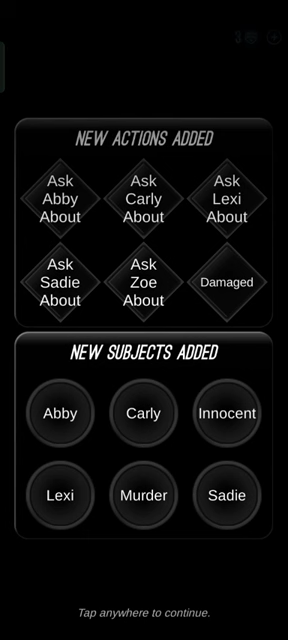 NEW ACTIONS ADDED
Ask Abby About
Ask Carly About
Ask Lexi About
Ask Sadie About
Ask Zoe About
Damaged
NEW SUBJECTS ADDED
Abby
Carly
Innocent
Lexi
Murder
Sadie
Tap anywhere to continue.